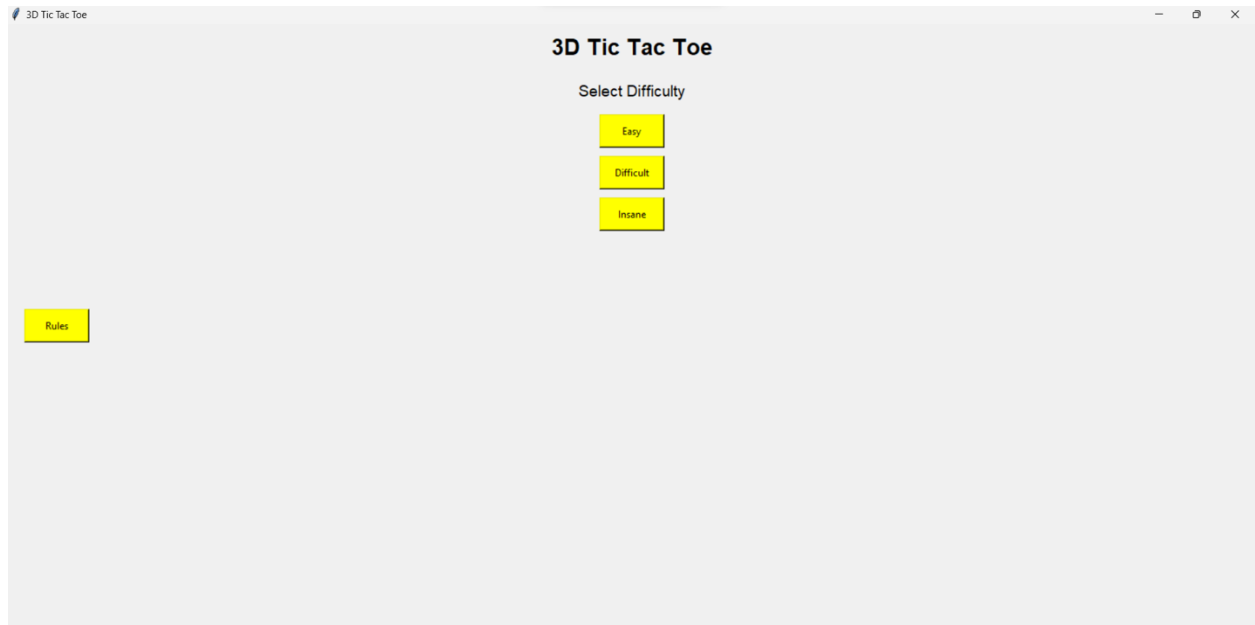 3D Tic Tac Toe
3D Tic Tac Toe
Select Difficulty
Easy
Difficult
Insane
Rules